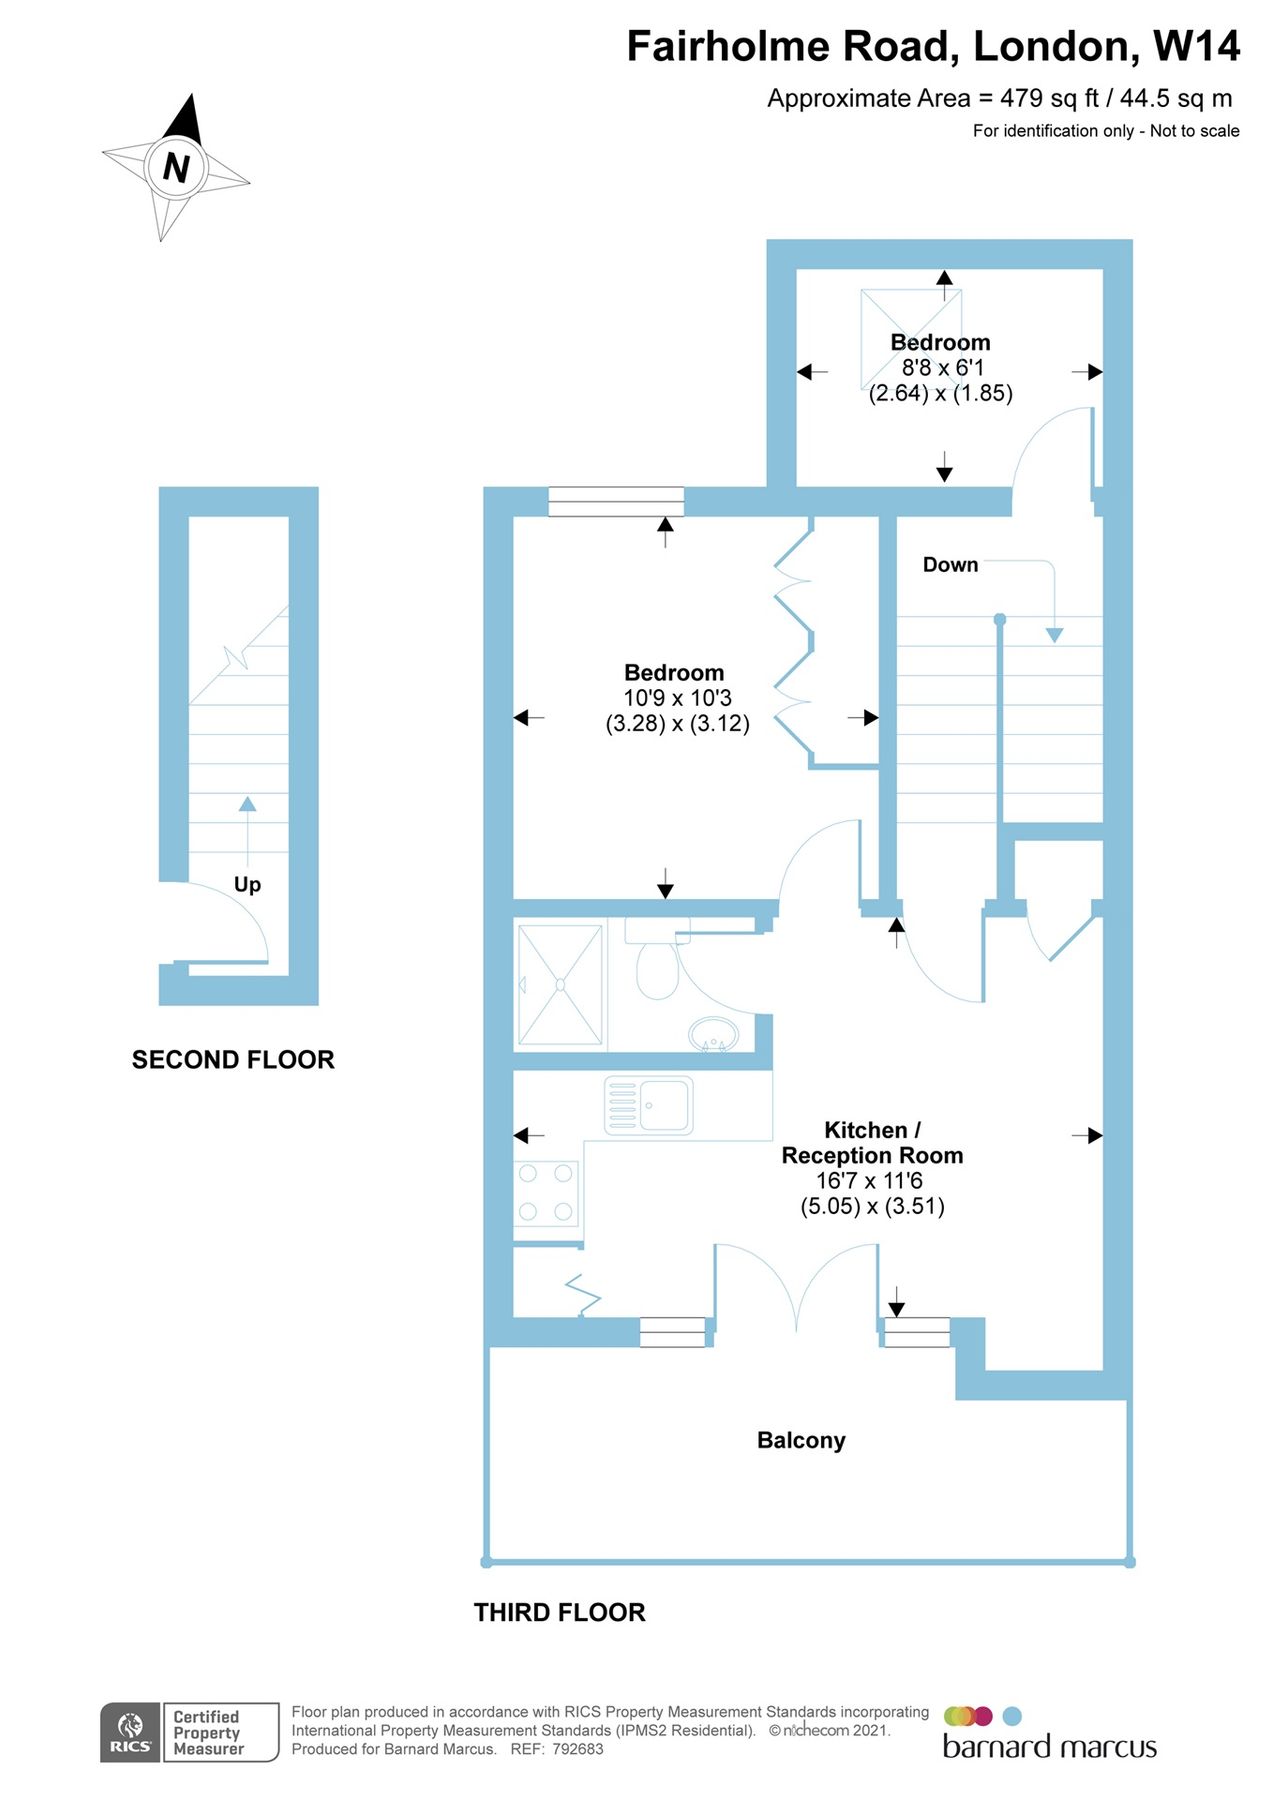 Fairholme Road, London, W14
Approximate Area = 479 sq ft / 44.5 sq m
For identification only - Not to scale
N
Bedroom
8'8 x 6'1
(2.64) x (1.85)
Down
Bedroom
10'9 x 10'3
(3.28) x (3.12)
Up
SECOND FLOOR
Kitchen /
Reception Room
16'7 x 11'6
(5.05) x (3.51)
Balcony
THIRD FLOOR
RICS
Certified
Property
Measurer
Floor plan produced in accordance with RICS Property Measurement Standards incorporating
International Property Measurement Standards (IPMS2 Residential). © nichecom 2021.
Produced for Barnard Marcus. REF: 792683
barnard marcus